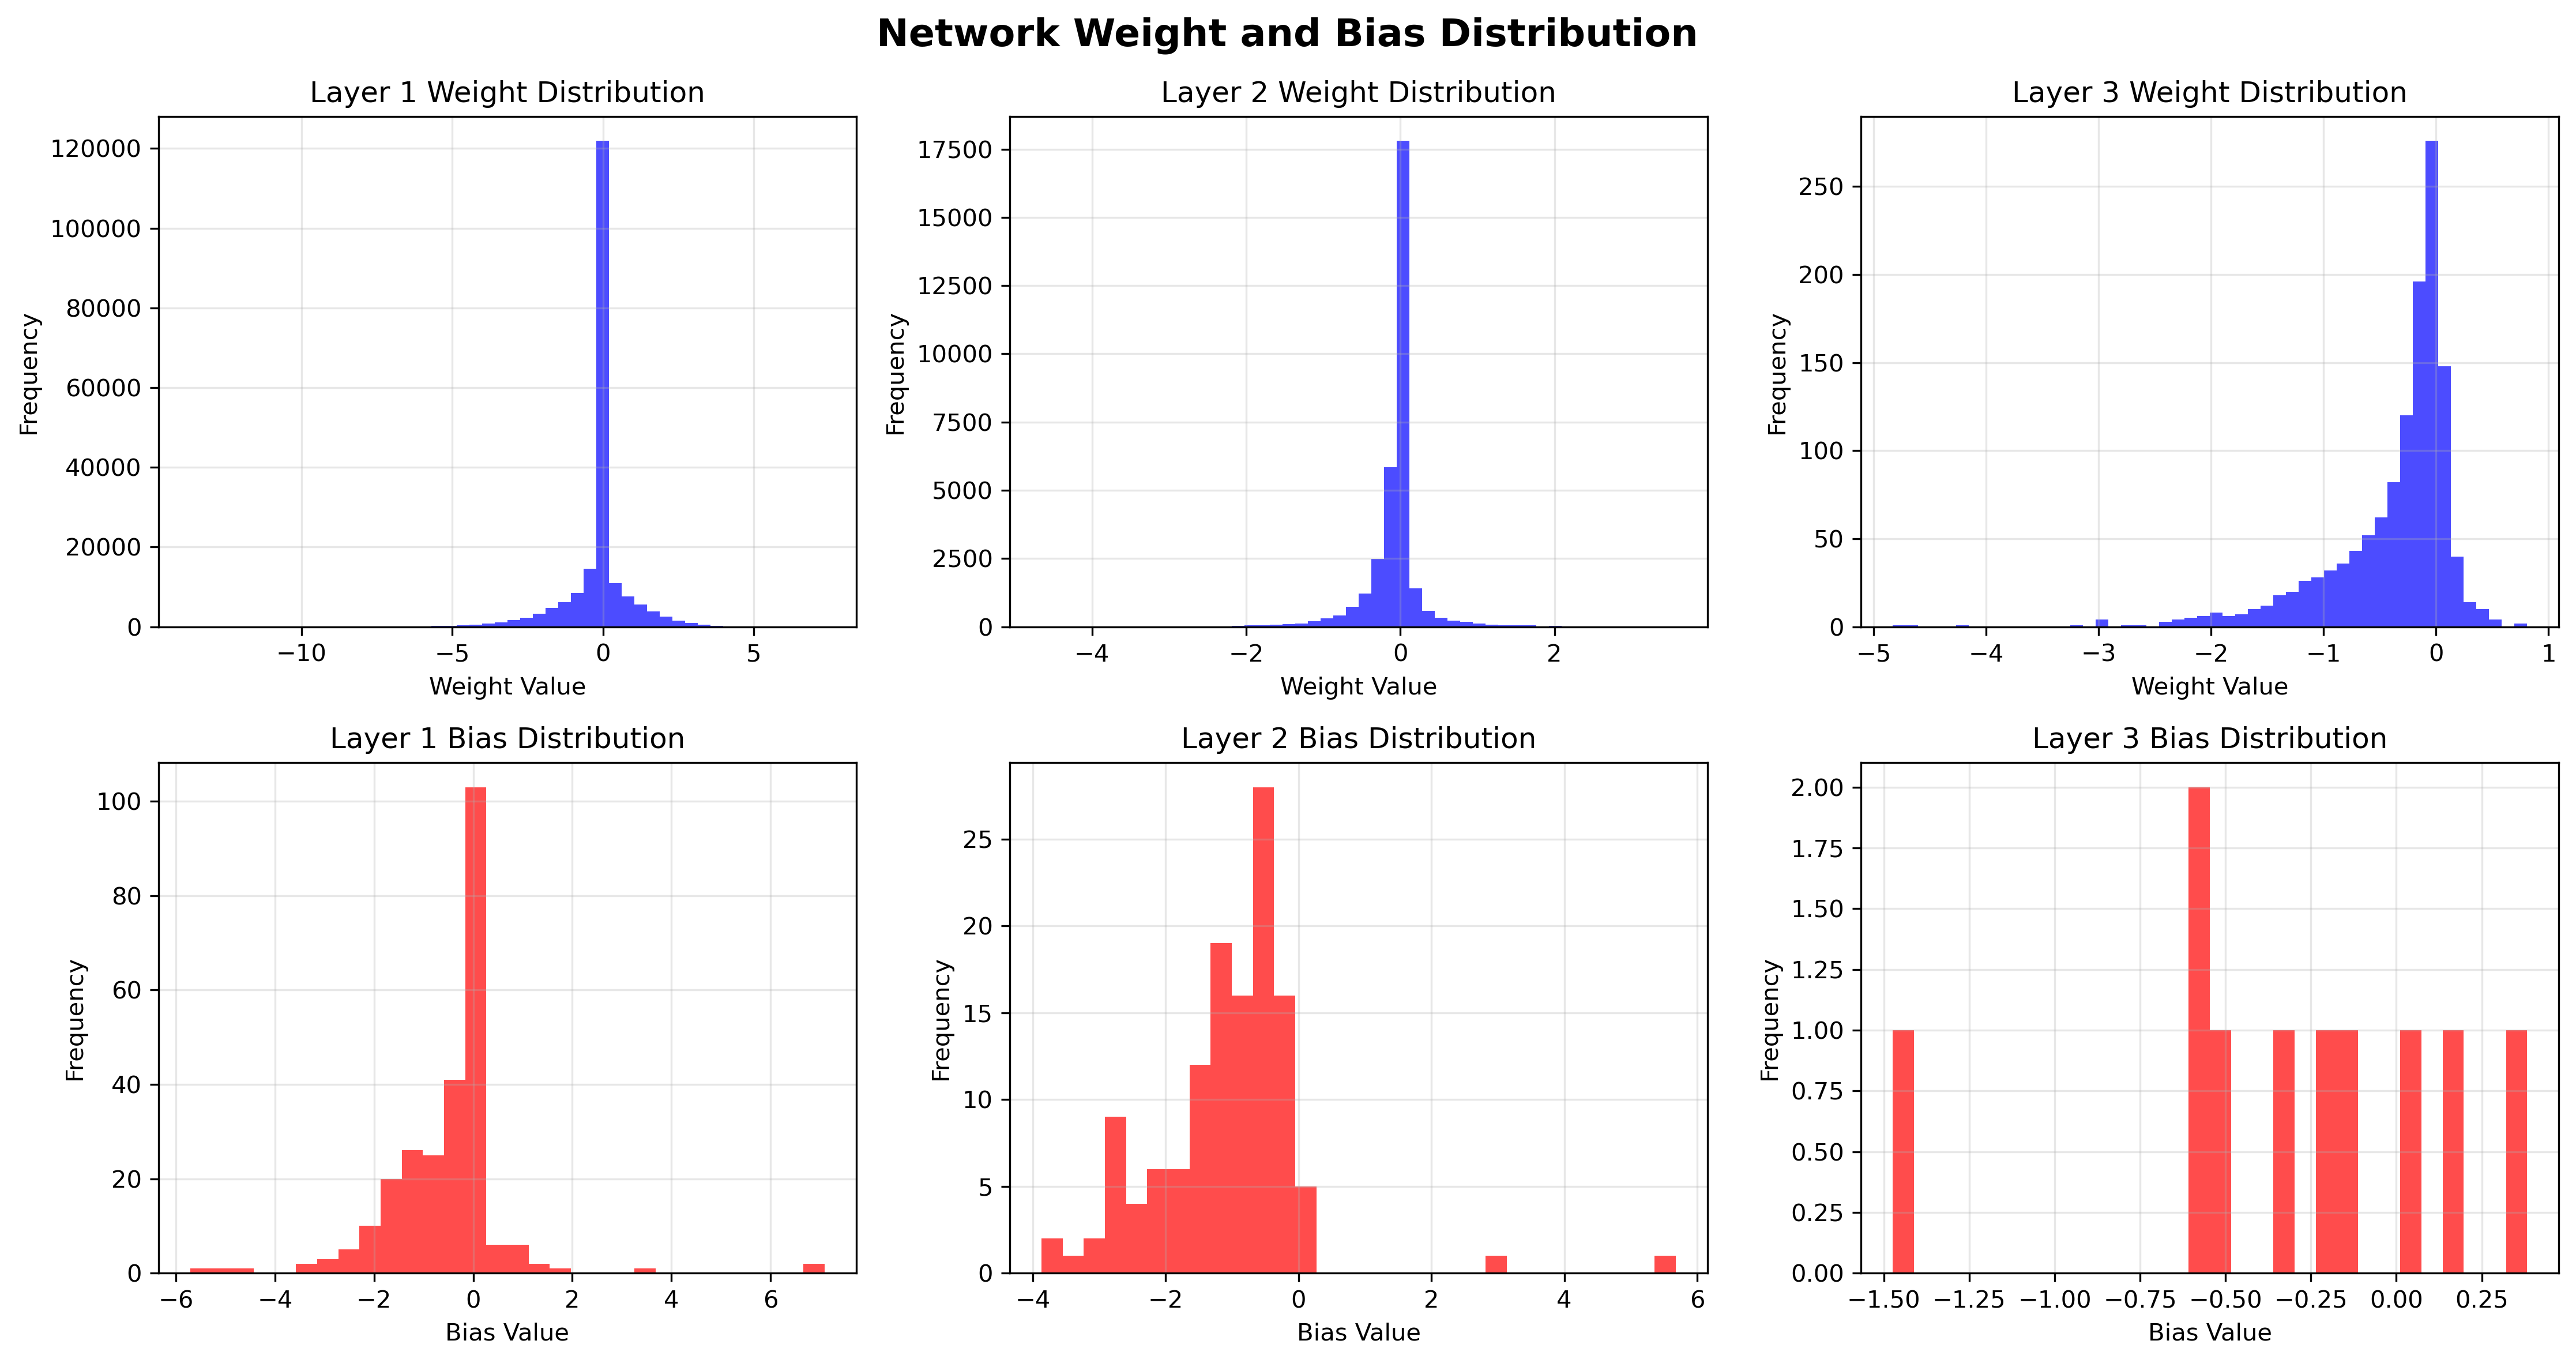 Network Weight and Bias Distribution
Layer 1 Weight Distribution
Frequency
120000
100000
80000
60000
40000
20000
0
−10 −5 0 5
Weight Value
Layer 2 Weight Distribution
Frequency
17500
15000
12500
10000
7500
5000
2500
0
−4 −2 0 2
Weight Value
Layer 3 Weight Distribution
Frequency
250
200
150
100
50
0
−5 −4 −3 −2 −1 0 1
Weight Value
Layer 1 Bias Distribution
Frequency
100
80
60
40
20
0
−6 −4 −2 0 2 4 6
Bias Value
Layer 2 Bias Distribution
Frequency
25
20
15
10
5
0
−4 −2 0 2 4 6
Bias Value
Layer 3 Bias Distribution
Frequency
2.00
1.75
1.50
1.25
1.00
0.75
0.50
0.25
0.00
−1.50 −1.25 −1.00 −0.75 −0.50 −0.25 0.00 0.25
Bias Value